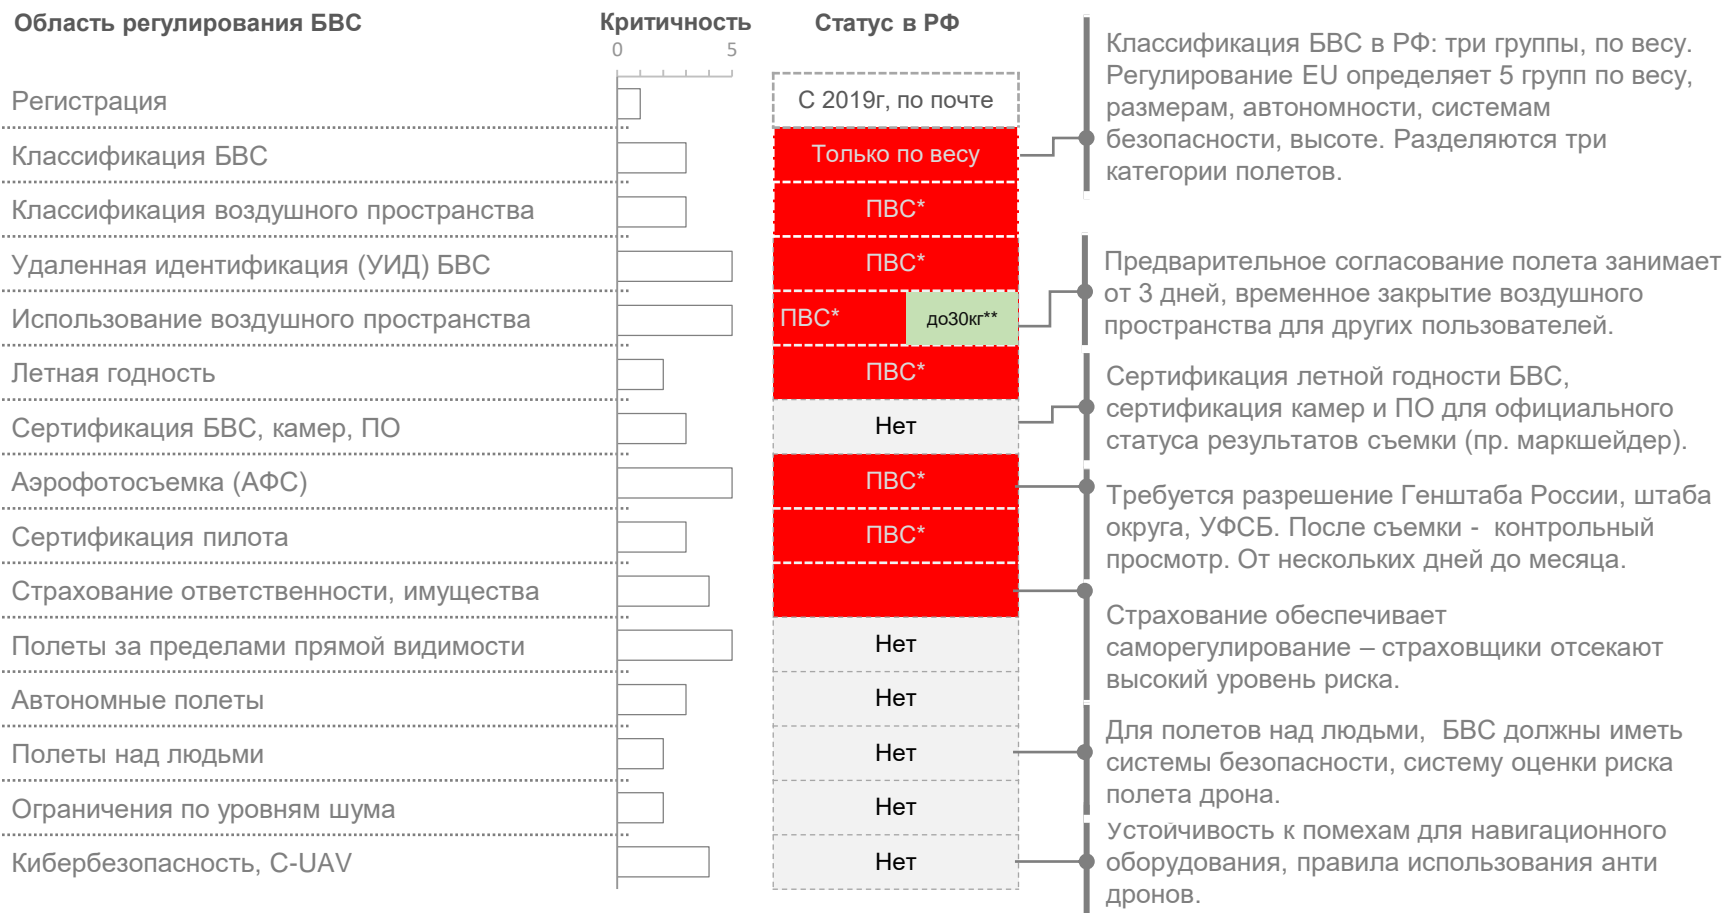 Область регулирования БВС
Критичность
Статус в РФ
0
5
Регистрация
С 2019г, по почте
Классификация БВС
Только по весу
Классификация воздушного пространства
ПВС*
Удаленная идентификация (УИД) БВС
ПВС*
Использование воздушного пространства
ПВС*
до30кг**
Летная годность
ПВС*
Сертификация БВС, камер, ПО
Нет
Аэрофотосъемка (АФС)
ПВС*
Сертификация пилота
ПВС*
Страхование ответственности, имущества
Полеты за пределами прямой видимости
Нет
Автономные полеты
Нет
Полеты над людьми
Нет
Ограничения по уровням шума
Нет
Кибербезопасность, C-UAV
Нет
Классификация БВС в РФ: три группы, по весу.
Регулирование EU определяет 5 групп по весу,
размерам, автономности, системам
безопасности, высоте. Разделяются три
категории полетов.
Предварительное согласование полета занимает
от 3 дней, временное закрытие воздушного
пространства для других пользователей.
Сертификация летной годности БВС,
сертификация камер и ПО для официального
статуса результатов съемки (пр. маркшейдер).
Требуется разрешение Генштаба России, штаба
округа, УФСБ. После съемки - контрольный
просмотр. От нескольких дней до месяца.
Страхование обеспечивает
саморегулирование – страховщики отсекают
высокий уровень риска.
Для полетов над людьми, БВС должны иметь
системы безопасности, систему оценки риска
полета дрона.
Устойчивость к помехам для навигационного
оборудования, правила использования анти
дронов.